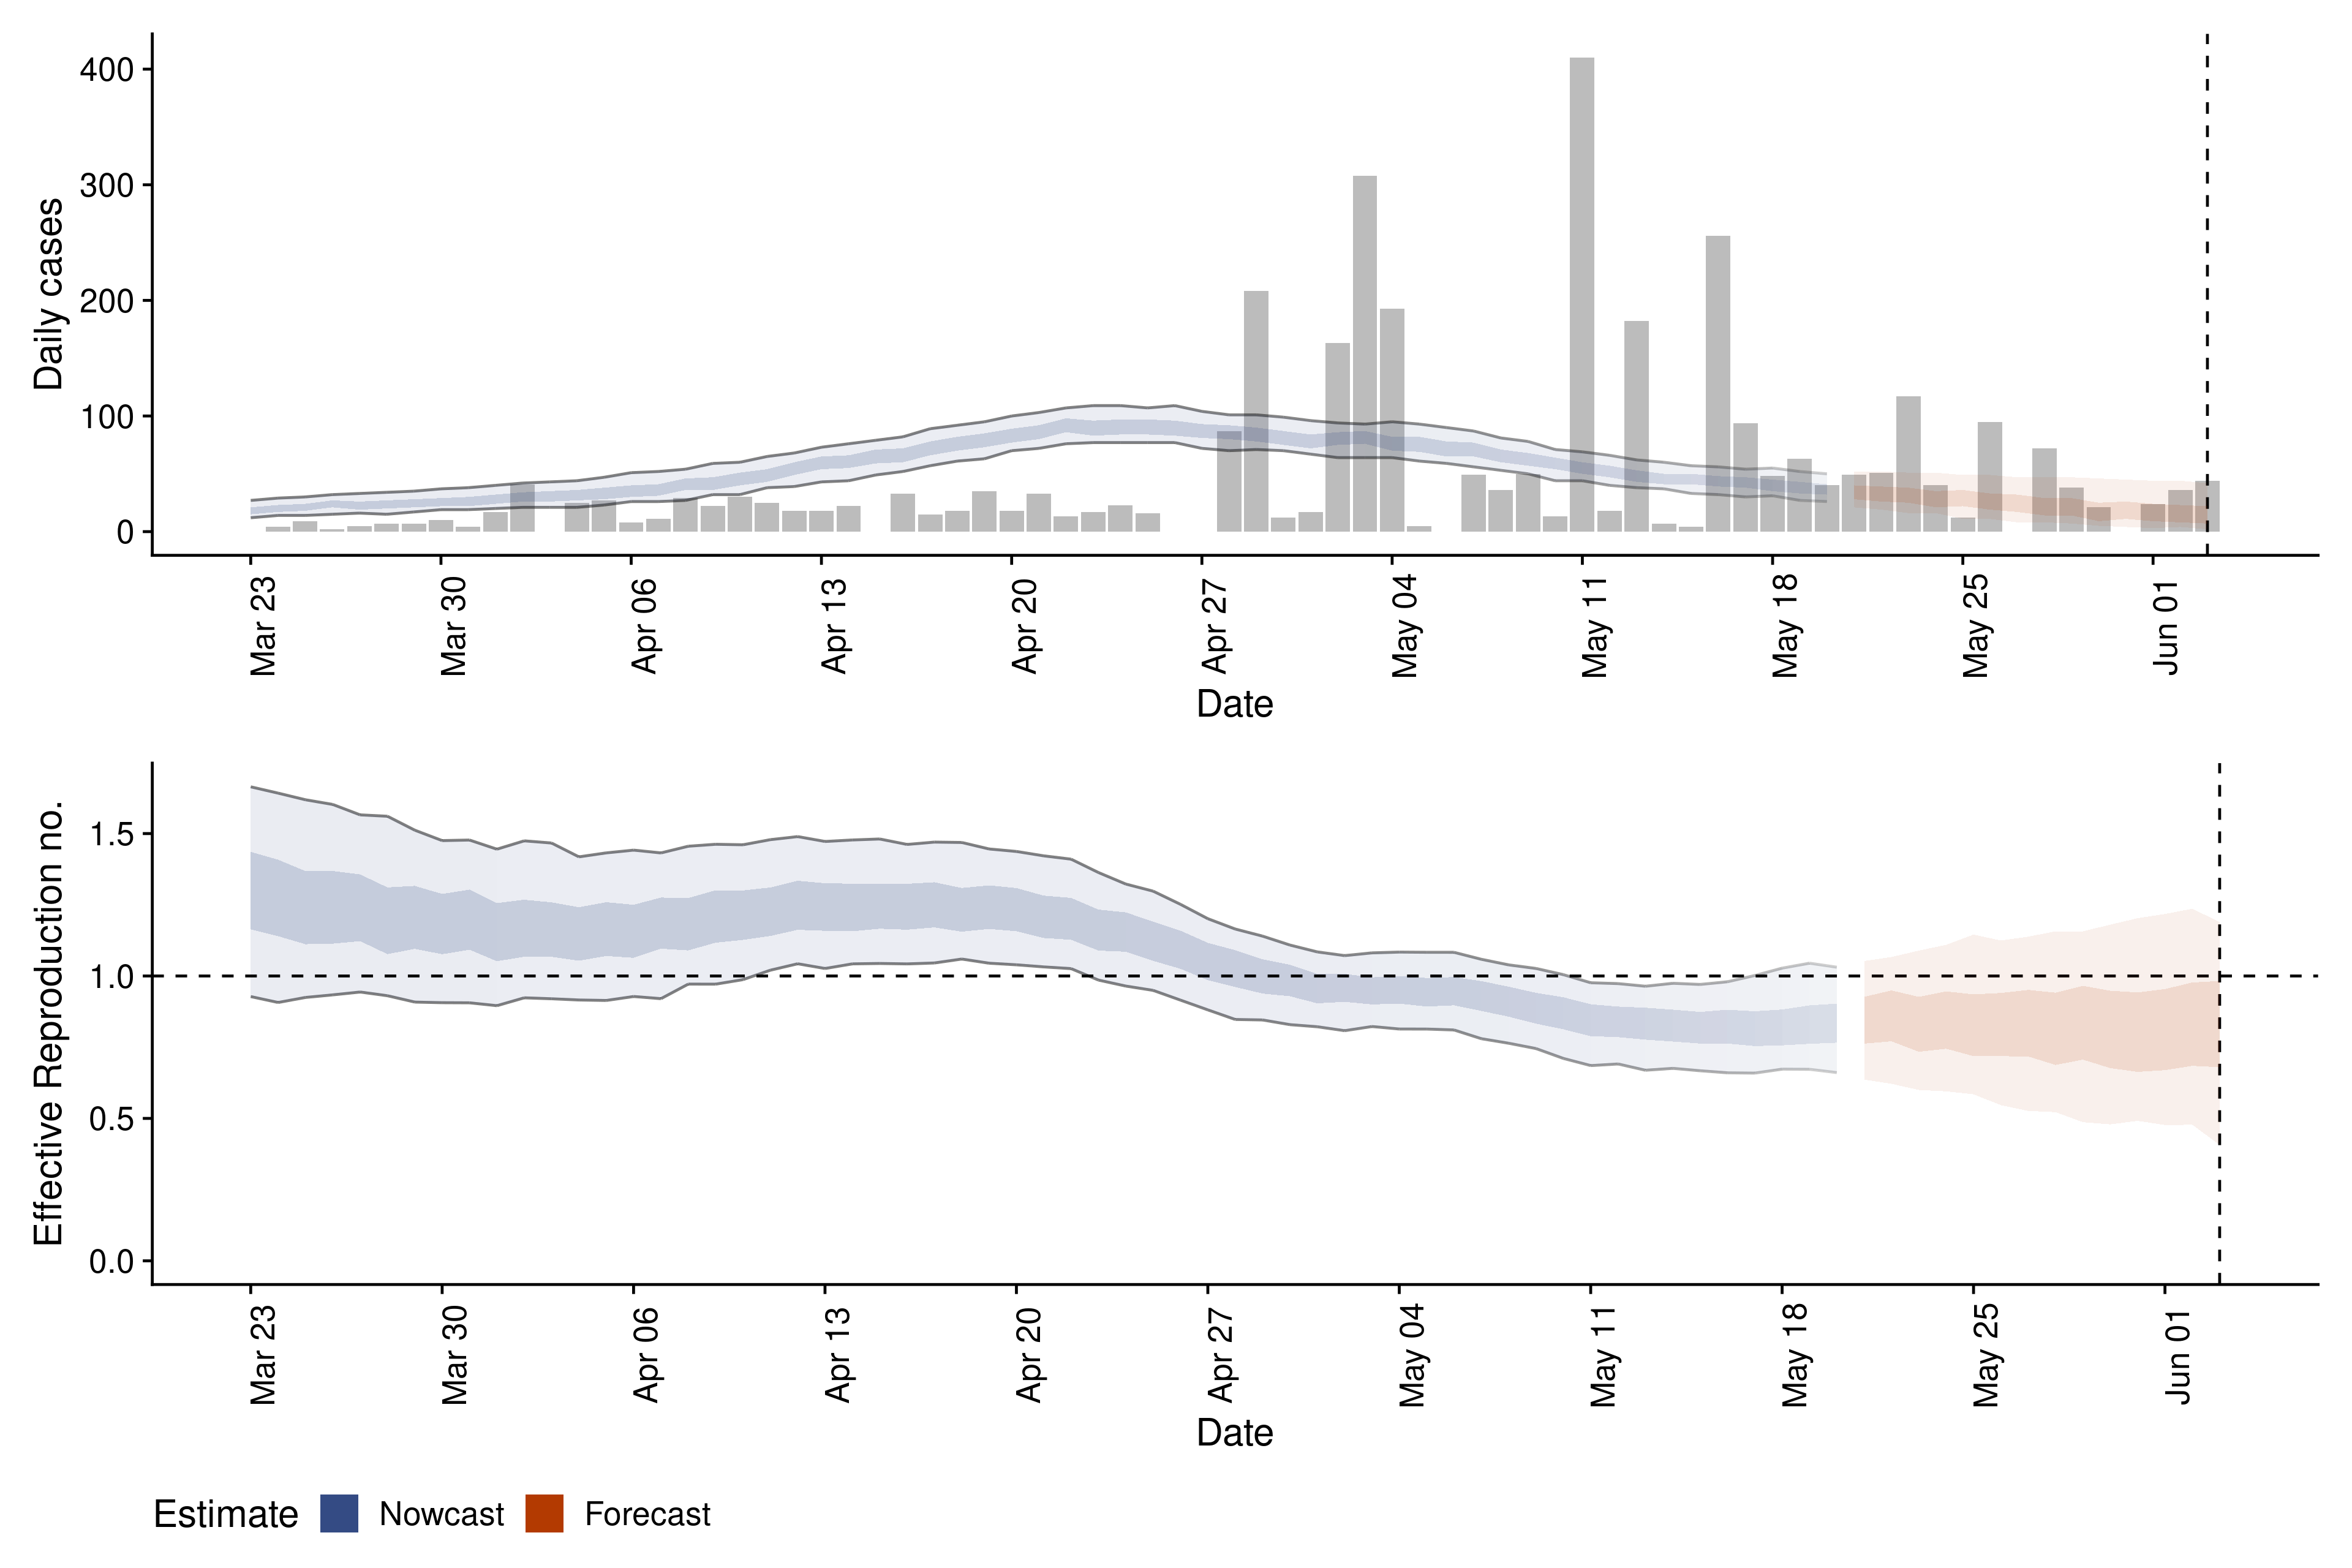 Daily cases
400
300
200
100
0
Mar 23
Mar 30
Apr 06
Apr 13
Apr 20
Apr 27
May 04
May 11
May 18
May 25
Jun 01
Date
Effective Reproduction no.
1.5
1.0
0.5
0.0
Mar 23
Mar 30
Apr 06
Apr 13
Apr 20
Apr 27
May 04
May 11
May 18
May 25
Jun 01
Date
Estimate Nowcast Forecast